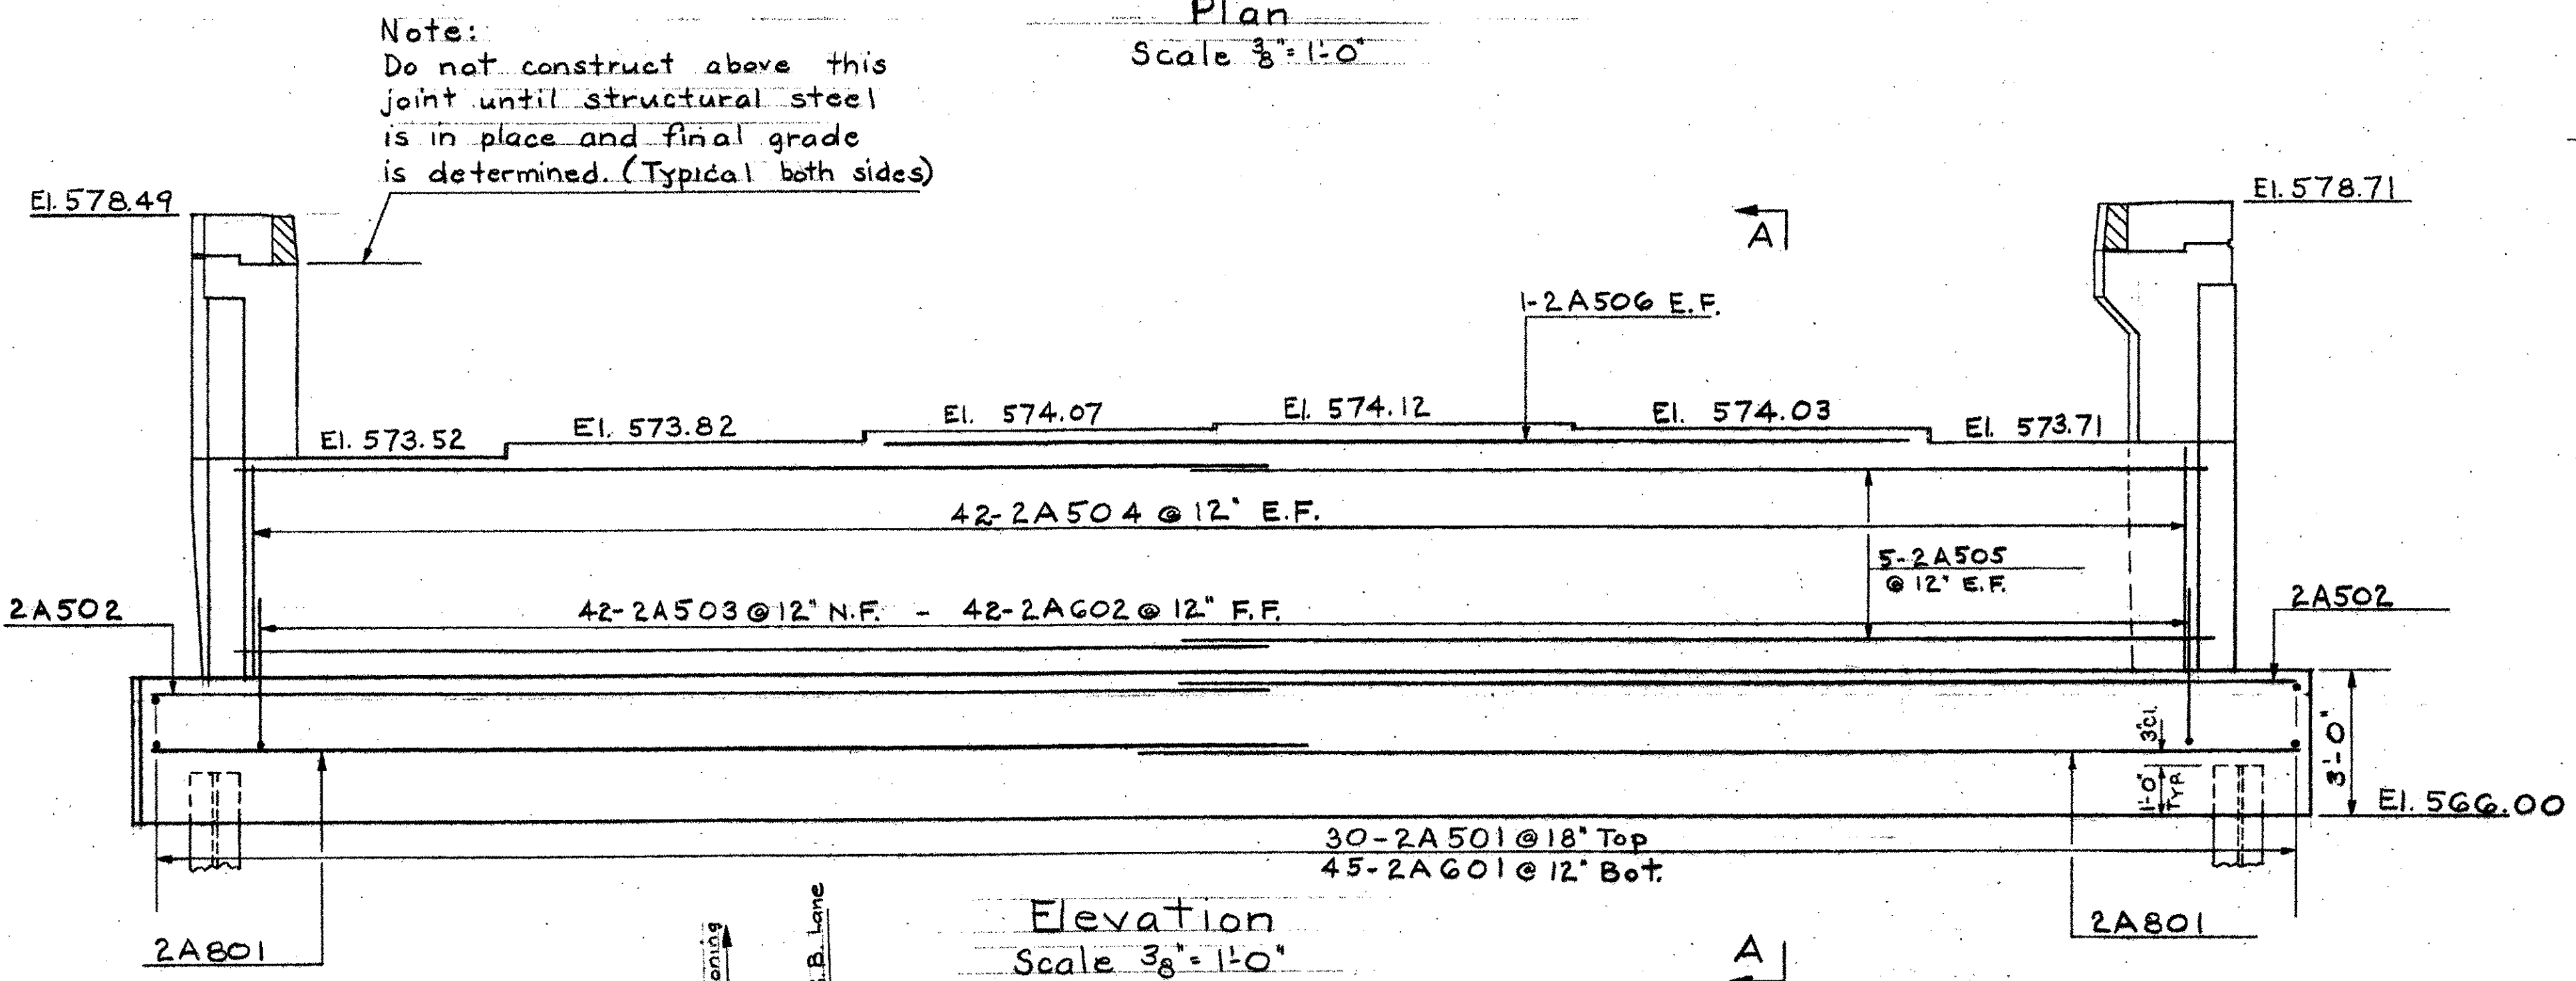 Plan
Scale 3/8"=1'-0"
Note:
Do not construct above this
joint until structural steel
is in place and final grade
is determined. (Typical both sides)
El. 578.49
El. 578.71
A
1-2A506 E.F.
El. 573.52
El. 573.82
El. 574.07
El. 574.12
El. 574.03
El. 573.71
42-2A504 @ 12" E.F.
5-2A505
@ 12" E.F.
2A502
42-2A503 @ 12" N.F. - 42-2A602 @ 12" F.F.
2A502
3"Cl.
1'-0"
TYP.
3'-0"
El. 566.00
30-2A501 @ 18" Top
45-2A601 @ 12" Bot.
2A801
2A801
Elevation
Scale 3/8"=1'-0"
A
B. Lane